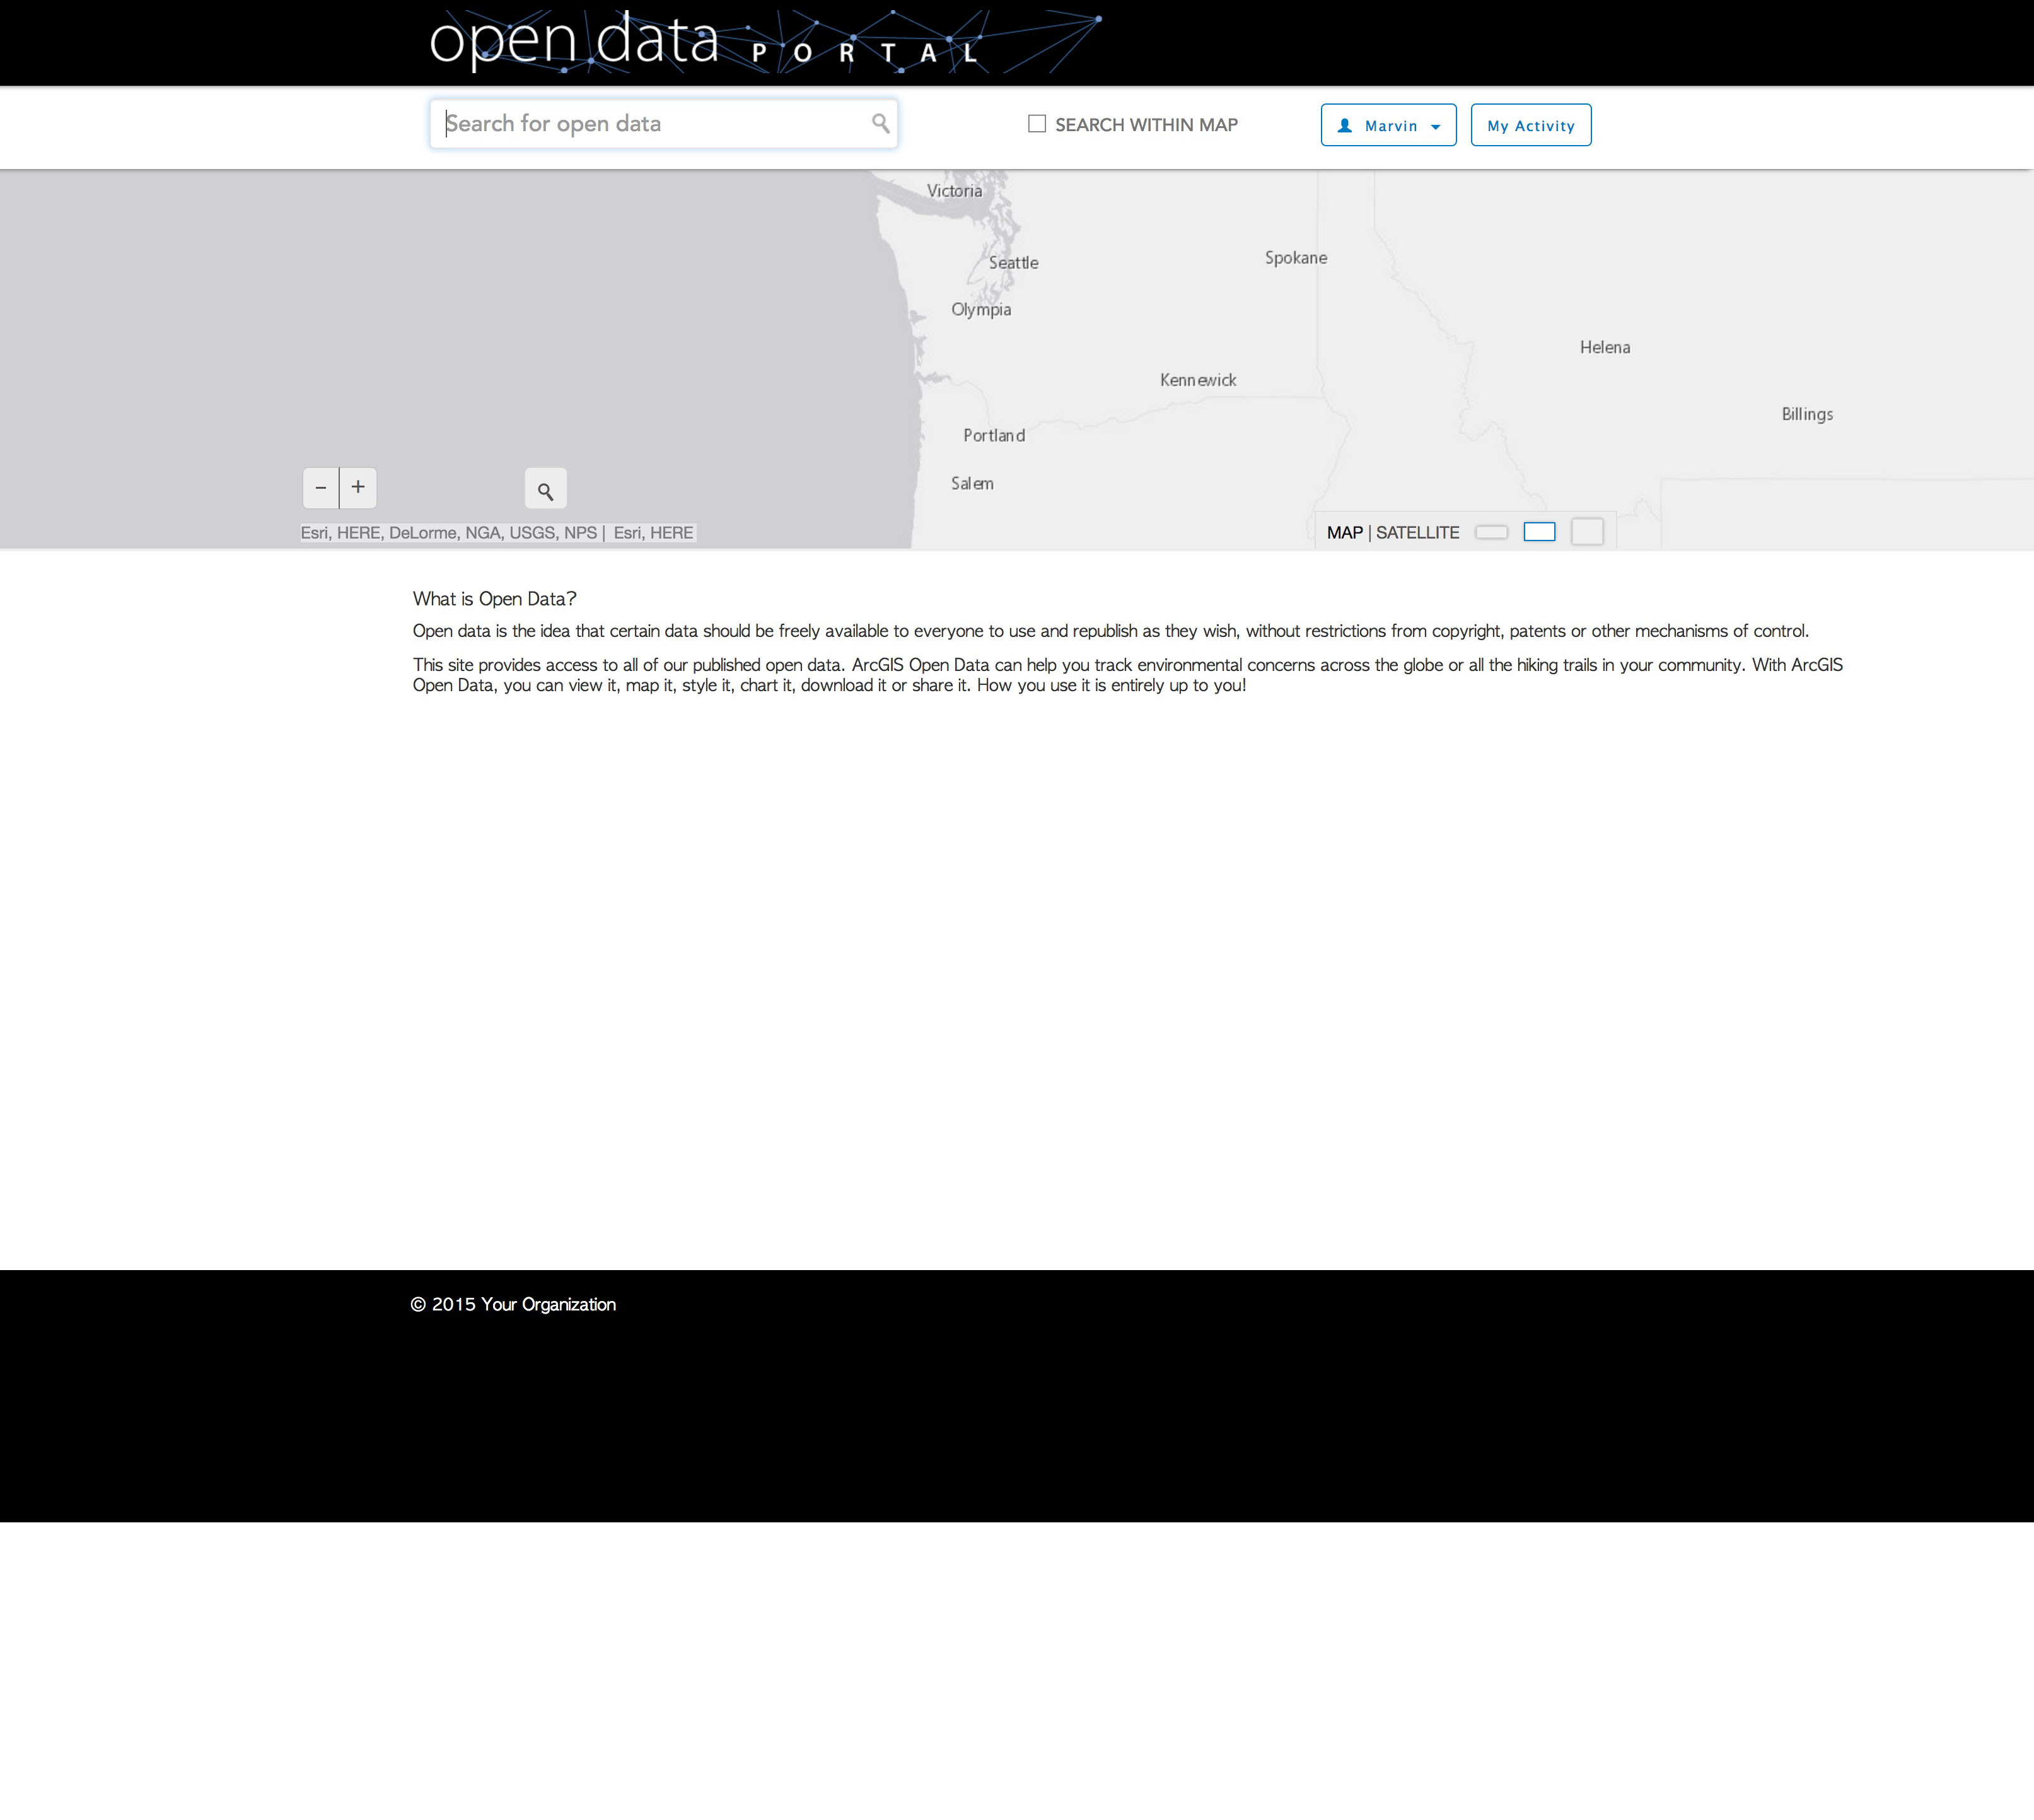 open data PORTAL
Search for open data
SEARCH WITHIN MAP
Marvin
My Activity
Victoria
Seattle
Spokane
Olympia
Helena
Kennewick
Billings
Portland
Salem
- +
Esri, HERE, DeLorme, NGA, USGS, NPS | Esri, HERE
MAP | SATELLITE
What is Open Data?
Open data is the idea that certain data should be freely available to everyone to use and republish as they wish, without restrictions from copyright, patents or other mechanisms of control.
This site provides access to all of our published open data. ArcGIS Open Data can help you track environmental concerns across the globe or all the hiking trails in your community. With ArcGIS
Open Data, you can view it, map it, style it, chart it, download it or share it. How you use it is entirely up to you!
© 2015 Your Organization